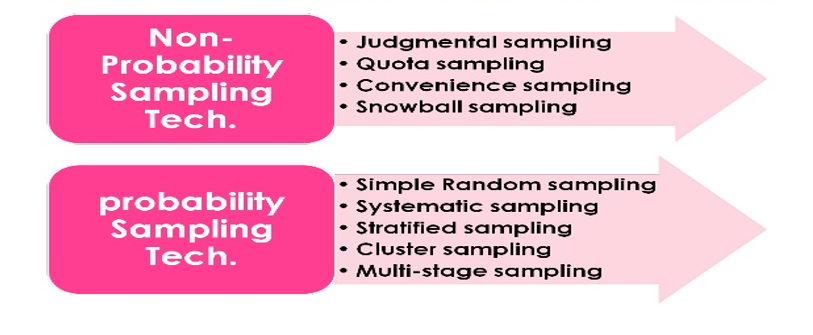 Non-
Probability
Sampling
Tech.
• Judgmental sampling
• Quota sampling
• Convenience sampling
• Snowball sampling
probability
Sampling
Tech.
• Simple Random sampling
• Systematic sampling
• Stratified sampling
• Cluster sampling
• Multi-stage sampling